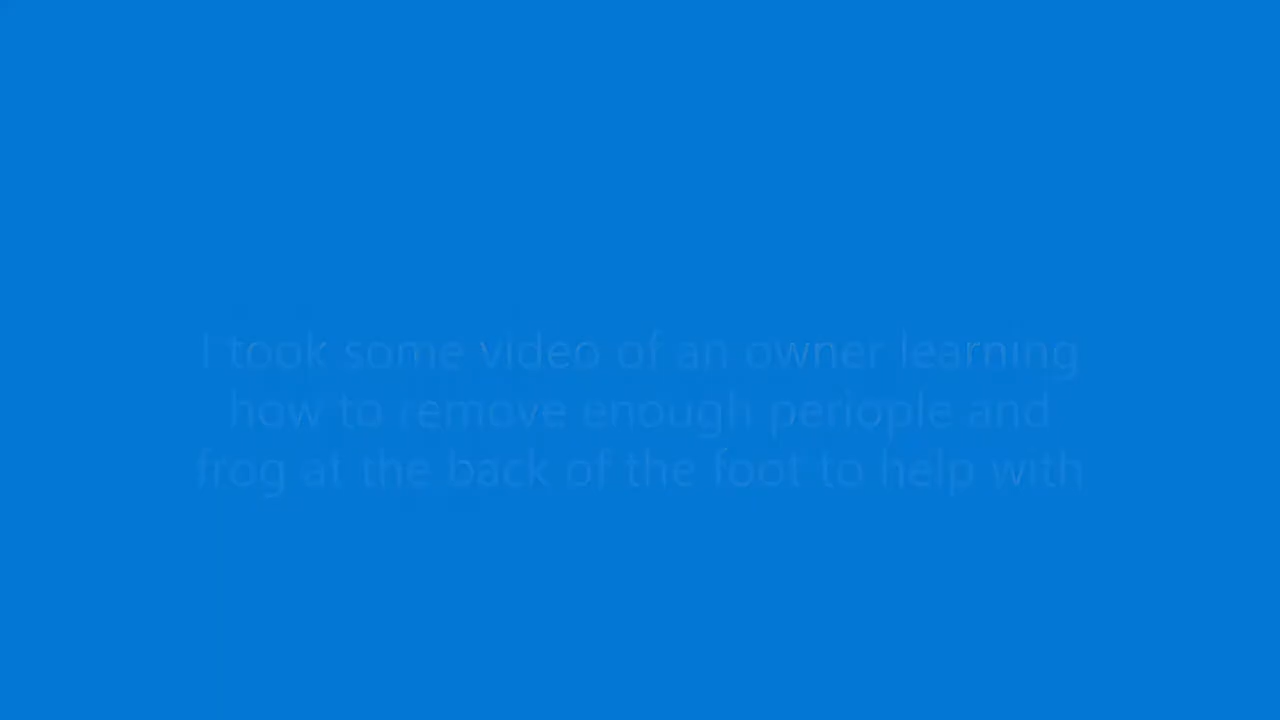 I took some video of an owner learning
how to remove enough periople and
frog at the back of the foot to help with